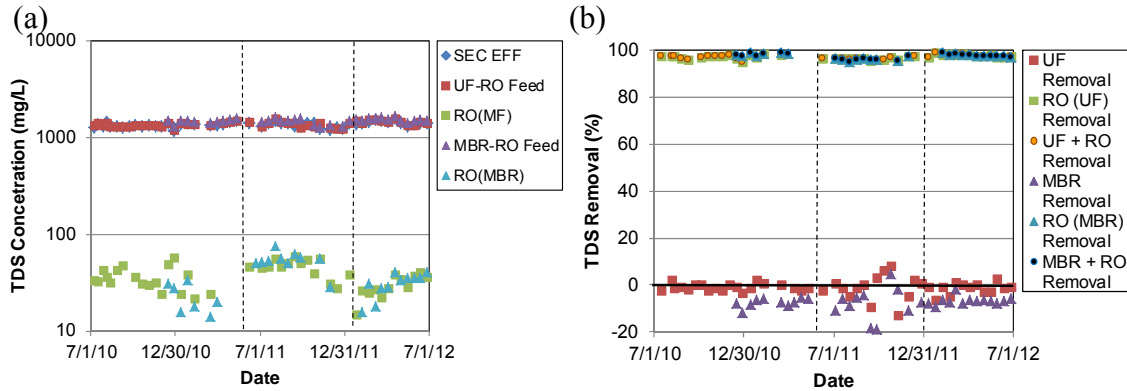 (a)
TDS Concetration (mg/L)
10000
1000
100
10
7/1/10
12/30/10
7/1/11
12/31/11
7/1/12
Date
SEC EFF
UF-RO Feed
RO(MF)
MBR-RO Feed
RO(MBR)
(b)
TDS Removal (%)
100
80
60
40
20
0
-20
7/1/10
12/30/10
7/1/11
12/31/11
7/1/12
Date
UF
Removal
RO (UF)
Removal
UF + RO
Removal
MBR
Removal
RO (MBR)
Removal
MBR + RO
Removal